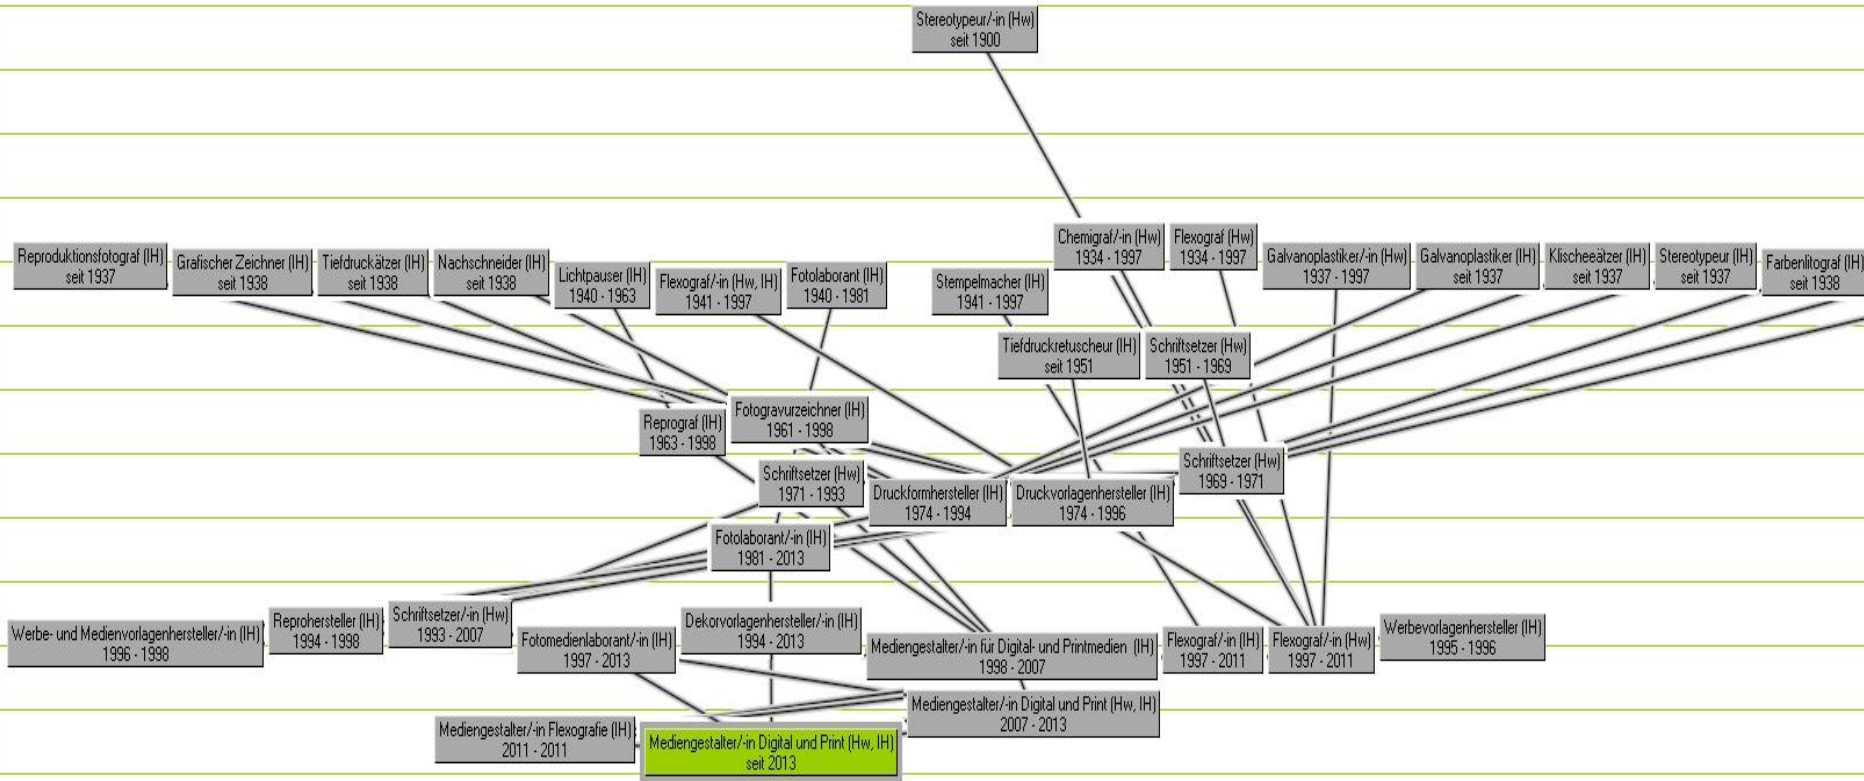 Stereotypeur/-in (Hw)
seit 1900
Chemigraf/-in (Hw)
1934 - 1997
Flexograf (Hw)
1934 - 1997
Reproduktionsfotograf (IH)
seit 1937
Grafischer Zeichner (IH)
seit 1938
Tiefdruckätzer (IH)
seit 1938
Nachschneider (IH)
seit 1938
Lichtpauser (IH)
1940 - 1963
Flexograf/-in (Hw, IH)
1941 - 1997
Fotolaborant (IH)
1940 - 1981
Stempelmacher (IH)
1941 - 1997
Galvanoplastiker/-in (Hw)
1937 - 1997
Galvanoplastiker (IH)
seit 1937
Klischeeätzer (IH)
seit 1937
Stereotypeur (IH)
seit 1937
Farbenlitograf (IH)
seit 1938
Tiefdruckretuscheur (IH)
seit 1951
Schriftsetzer (Hw)
1951 - 1969
Reprograf (IH)
1963 - 1998
Fotogravurzeichner (IH)
1961 - 1998
Schriftsetzer (Hw)
1971 - 1993
Druckformhersteller (IH)
1974 - 1994
Druckvorlagenhersteller (IH)
1974 - 1996
Schriftsetzer (Hw)
1969 - 1971
Fotolaborant/-in (IH)
1981 - 2013
Werbe- und Medienvorlagenhersteller/-in (IH)
1996 - 1998
Reprohersteller (IH)
1994 - 1998
Schriftsetzer/-in (Hw)
1993 - 2007
Fotomedienlaborant/-in (IH)
1997 - 2013
Dekorvorlagenhersteller/-in (IH)
1994 - 2013
Mediengestalter/-in für Digital- und Printmedien (IH)
1998 - 2007
Flexograf/-in (IH)
1997 - 2011
Flexograf/-in (Hw)
1997 - 2011
Werbevorlagenhersteller (IH)
1995 - 1996
Mediengestalter/-in Digital und Print (Hw, IH)
2007 - 2013
Mediengestalter/-in Flexografie (IH)
2011 - 2011
Mediengestalter/-in Digital und Print (Hw, IH)
seit 2013